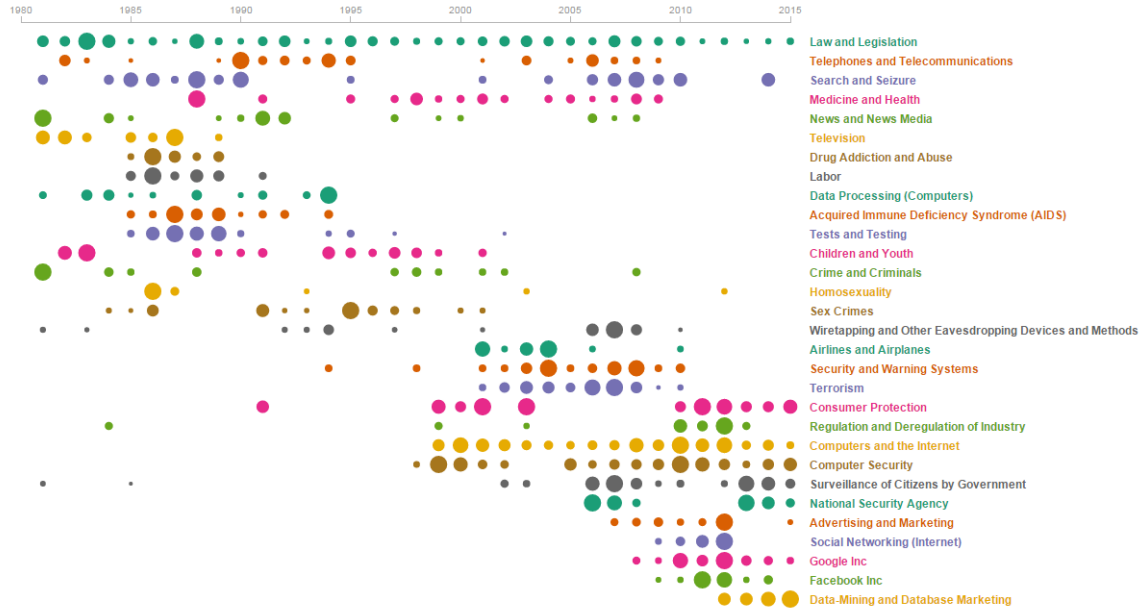 1980 1985 1990 1995 2000 2005 2010 2015
Law and Legislation
Telephones and Telecommunications
Search and Seizure
Medicine and Health
News and News Media
Television
Drug Addiction and Abuse
Labor
Data Processing (Computers)
Acquired Immune Deficiency Syndrome (AIDS)
Tests and Testing
Children and Youth
Crime and Criminals
Homosexuality
Sex Crimes
Wiretapping and Other Eavesdropping Devices and Methods
Airlines and Airplanes
Security and Warning Systems
Terrorism
Consumer Protection
Regulation and Deregulation of Industry
Computers and the Internet
Computer Security
Surveillance of Citizens by Government
National Security Agency
Advertising and Marketing
Social Networking (Internet)
Google Inc
Facebook Inc
Data-Mining and Database Marketing